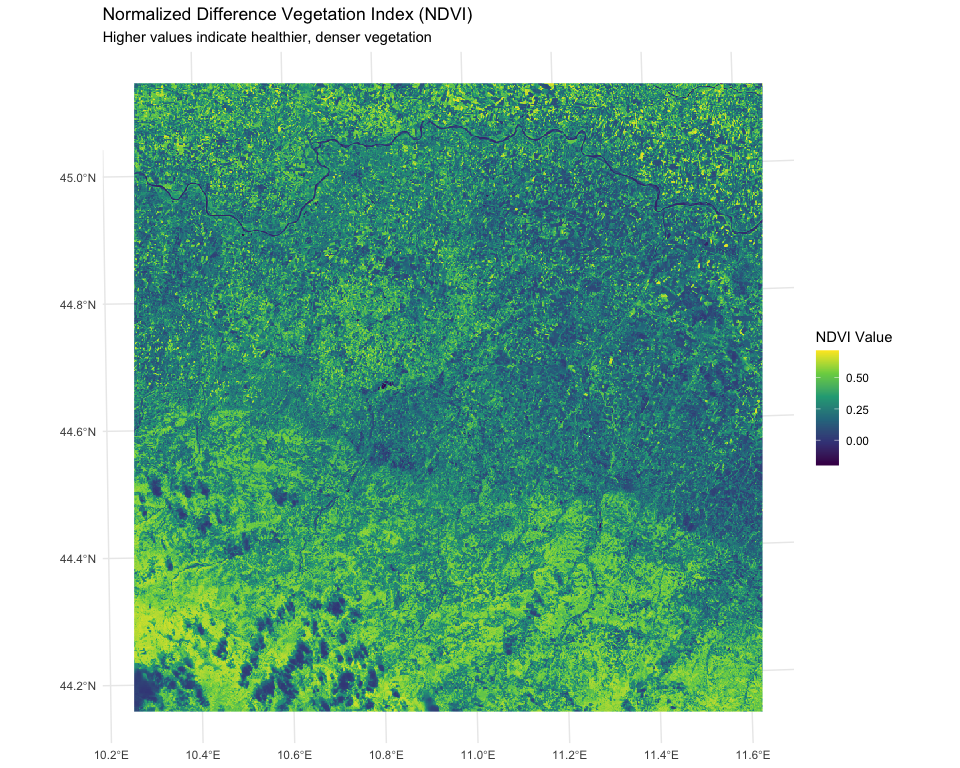 Normalized Difference Vegetation Index (NDVI)
Higher values indicate healthier, denser vegetation
45.0°N
44.8°N
44.6°N
44.4°N
44.2°N
10.2°E 10.4°E 10.6°E 10.8°E 11.0°E 11.2°E 11.4°E 11.6°E
NDVI Value
0.50
0.25
0.00